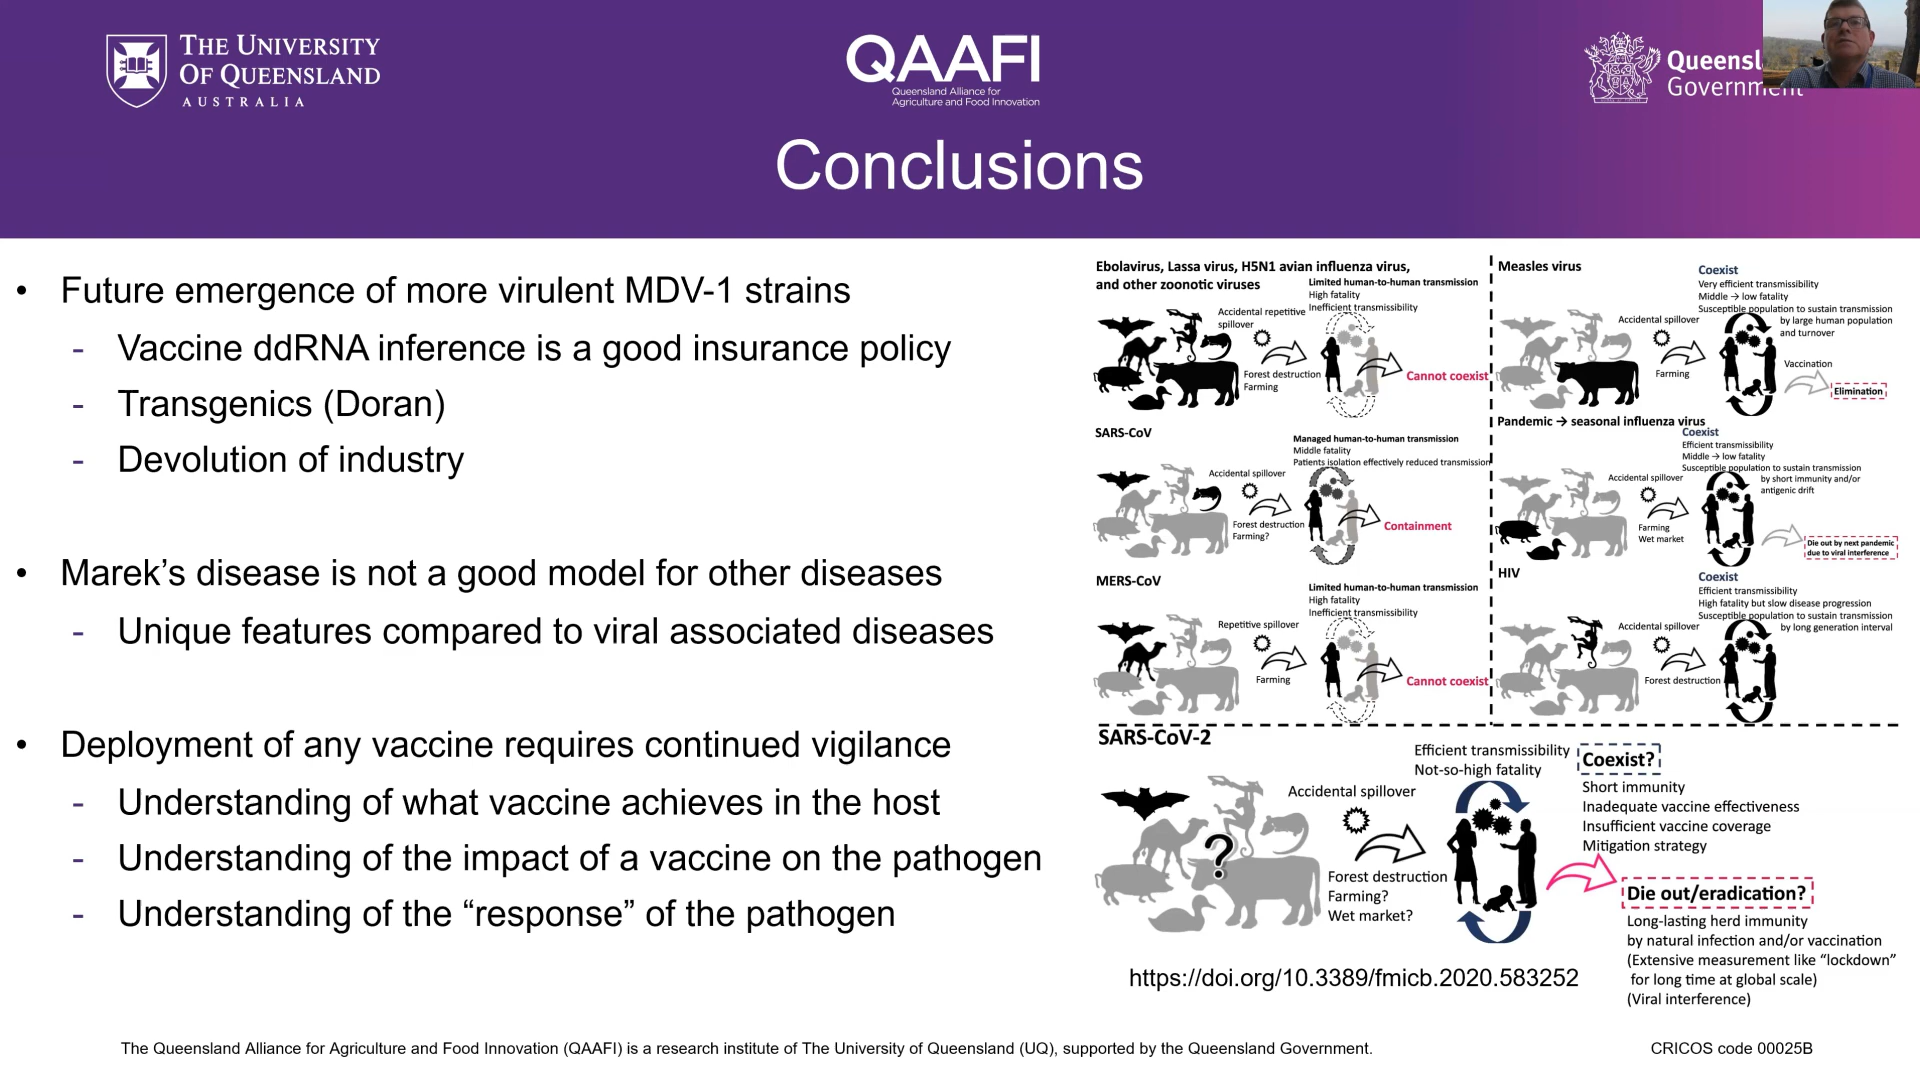 THE UNIVERSITY
OF QUEENSLAND
AUSTRALIA
QAAFI
Queensland Alliance for
Agriculture and Food Innovation
Queensl
Government
Conclusions
• Future emergence of more virulent MDV-1 strains
- Vaccine ddRNA inference is a good insurance policy
- Transgenics (Doran)
- Devolution of industry
• Marek’s disease is not a good model for other diseases
- Unique features compared to viral associated diseases
• Deployment of any vaccine requires continued vigilance
- Understanding of what vaccine achieves in the host
- Understanding of the impact of a vaccine on the pathogen
- Understanding of the “response” of the pathogen
Ebolavirus, Lassa virus, H5N1 avian influenza virus,
and other zoonotic viruses
Limited human-to-human transmission
High fatality
Inefficient transmissibility
Accidental repetitive
spillover
Forest destruction
Farming
Cannot coexist
SARS-CoV
Managed human-to-human transmission
Middle fatality
Patients isolation effectively reduced transmission
Accidental spillover
Forest destruction
Farming?
Containment
MERS-CoV
Limited human-to-human transmission
High fatality
Inefficient transmissibility
Repetitive spillover
Farming
Cannot coexist
Measles virus
Coexist
Very efficient transmissibility
Middle → low fatality
Susceptible population to sustain transmission
by large human population
and turnover
Accidental spillover
Farming
Vaccination
Elimination
Pandemic → seasonal influenza virus
Coexist
Efficient transmissibility
Middle → low fatality
Susceptible population to sustain transmission
by short immunity and/or
antigenic drift
Accidental spillover
Farming
Wet market
Die out by next pandemic
due to viral interference
HIV
Coexist
Efficient transmissibility
High fatality but slow disease progression
Susceptible population to sustain transmission
by long generation interval
Accidental spillover
Forest destruction
SARS-CoV-2
Efficient transmissibility
Not-so-high fatality
Accidental spillover
?
Forest destruction
Farming?
Wet market?
Coexist?
Short immunity
Inadequate vaccine effectiveness
Insufficient vaccine coverage
Mitigation strategy
Die out/eradication?
Long-lasting herd immunity
by natural infection and/or vaccination
(Extensive measurement like “lockdown”
for long time at global scale)
(Viral interference)
https://doi.org/10.3389/fmicb.2020.583252
The Queensland Alliance for Agriculture and Food Innovation (QAAFI) is a research institute of The University of Queensland (UQ), supported by the Queensland Government.
CRICOS code 00025B